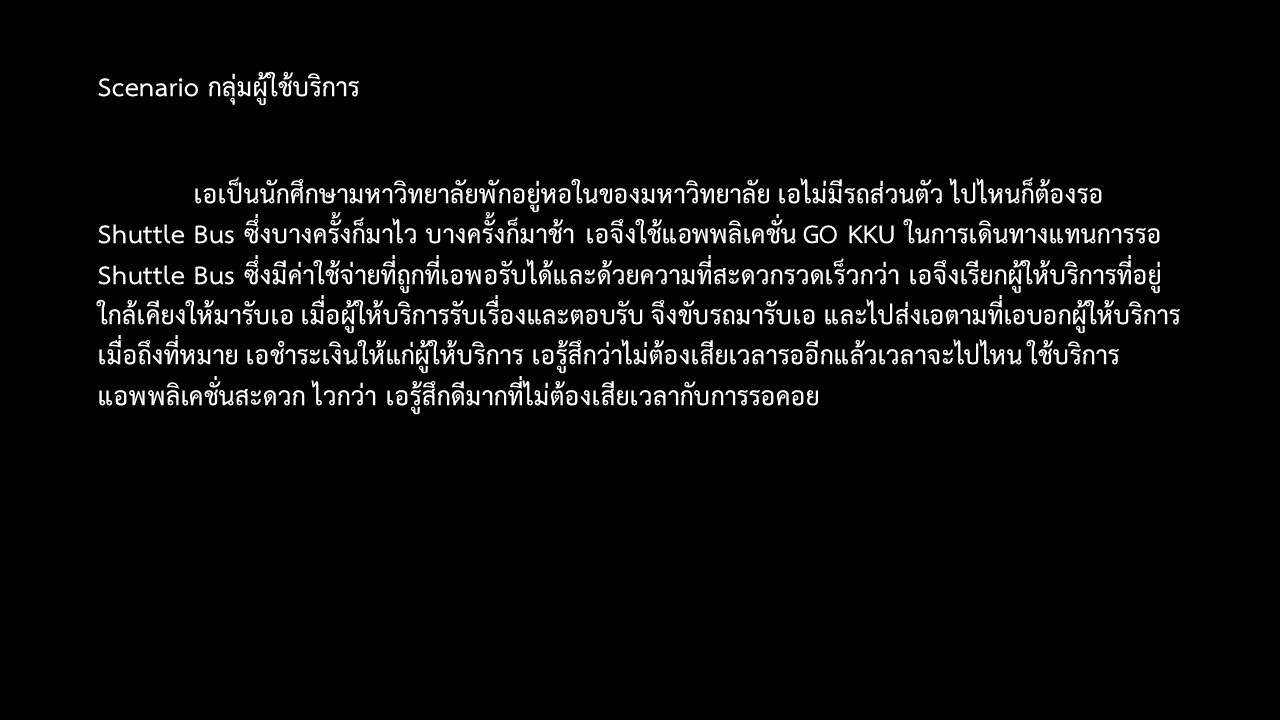 Scenario กลุ่มผู้ใช้บริการ
เอเป็นนักศึกษามหาวิทยาลัยพักอยู่หอในของมหาวิทยาลัย เอไม่มีรถส่วนตัว ไปไหนก็ต้องรอ
Shuttle Bus ซึ่งบางครั้งก็มาไว บางครั้งก็มาช้า เอจึงใช้แอพพลิเคชั่น GO KKU ในการเดินทางแทนการรอ
Shuttle Bus ซึ่งมีค่าใช้จ่ายที่ถูกที่เอพอรับได้และด้วยความที่สะดวกรวดเร็วกว่า เอจึงเรียกผู้ให้บริการที่อยู่
ใกล้เคียงให้มารับเอ เมื่อผู้ให้บริการรับเรื่องและตอบรับ จึงขับรถมารับเอ และไปส่งเอตามที่เอบอกผู้ให้บริการ
เมื่อถึงที่หมาย เอชำระเงินให้แก่ผู้ให้บริการ เอรู้สึกว่าไม่ต้องเสียเวลารออีกแล้วเวลาจะไปไหน ใช้บริการ
แอพพลิเคชั่นสะดวก ไวกว่า เอรู้สึกดีมากที่ไม่ต้องเสียเวลากับการรอคอย